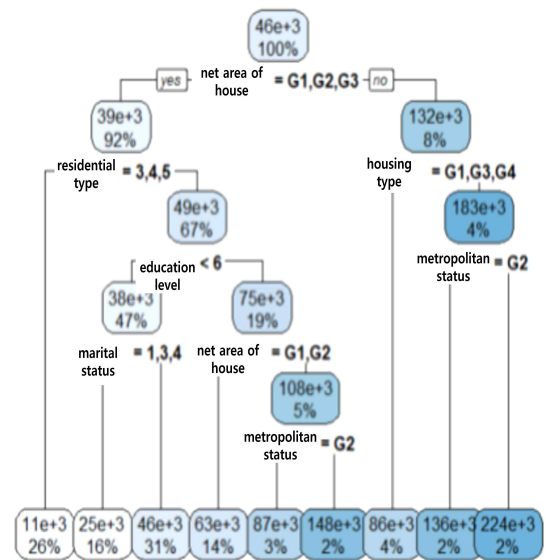 46e+3
100%
yes net area of house = G1,G2,G3 no
39e+3
92%
132e+3
8%
residential type = 3,4,5
housing type = G1,G3,G4
49e+3
67%
183e+3
4%
metropolitan status = G2
education level < 6
38e+3
47%
75e+3
19%
marital status = 1,3,4
net area of house = G1,G2
108e+3
5%
metropolitan status = G2
11e+3 25e+3 46e+3 63e+3 87e+3 148e+3 86e+3 136e+3 224e+3
26% 16% 31% 14% 3% 2% 4% 2% 2%